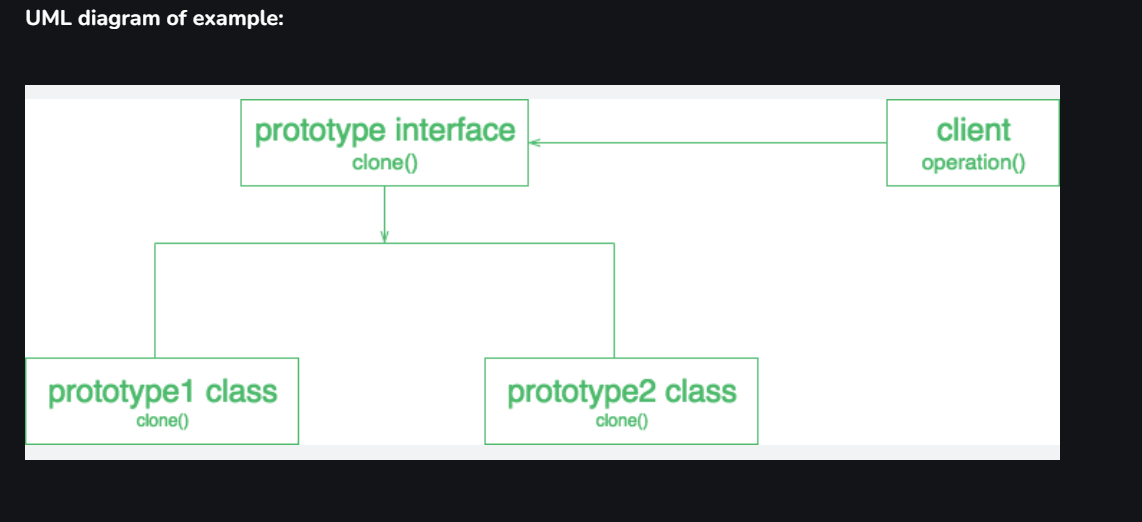 UML diagram of example:
prototype interface
clone()
client
operation()
prototype1 class
clone()
prototype2 class
clone()